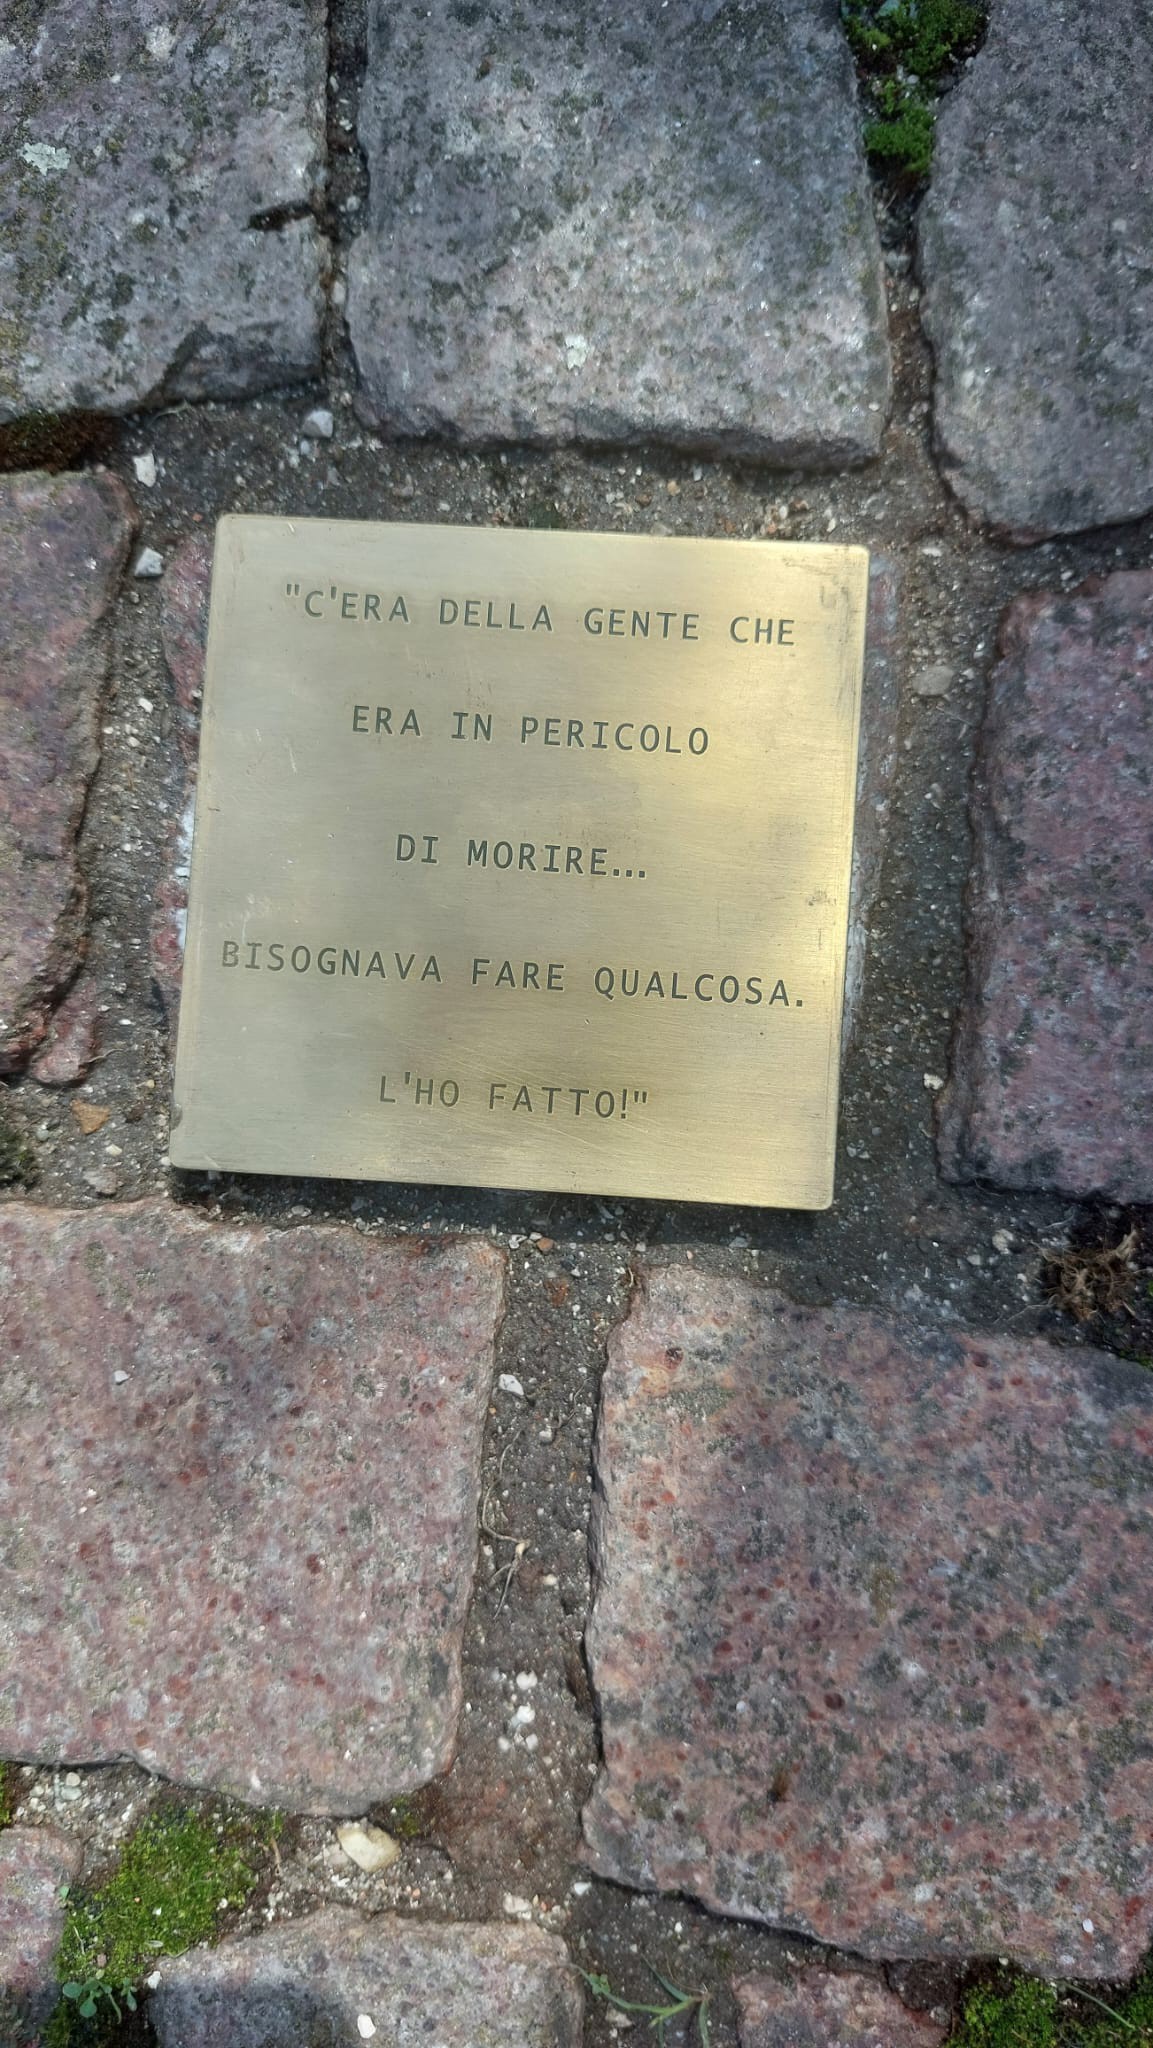 "C'ERA DELLA GENTE CHE
ERA IN PERICOLO
DI MORIRE...
BISOGNAVA FARE QUALCOSA.
L'HO FATTO!"